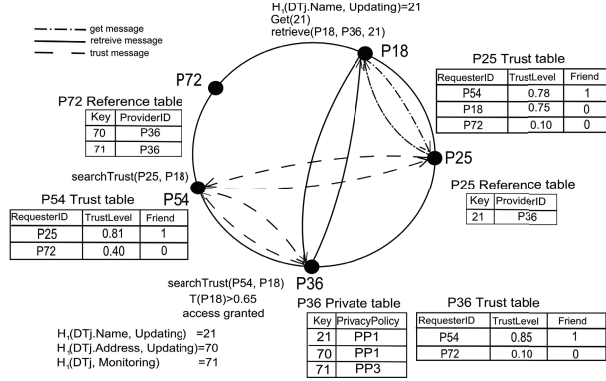 H₁(DTj.Name, Updating)=21
Get(21)
retrieve(P18, P36, 21)
get message
retreive message
trust message
P18
P72
P25
P54
P36
P25 Trust table
RequesterID TrustLevel Friend
P54 0.78 1
P18 0.75 0
P72 0.10 0
P72 Reference table
Key ProviderID
70 P36
71 P36
searchTrust(P25, P18)
P25 Reference table
Key ProviderID
21 P36
P54 Trust table
RequesterID TrustLevel Friend
P25 0.81 1
P72 0.40 0
searchTrust(P54, P18)
T(P18)>0.65
access granted
P36 Private table
Key PrivacyPolicy
21 PP1
70 PP1
71 PP3
P36 Trust table
RequesterID TrustLevel Friend
P54 0.85 1
P72 0.10 0
H₁(DTj.Name, Updating) =21
H₁(DTj.Address, Updating)=70
H₁(DTj, Monitoring) =71